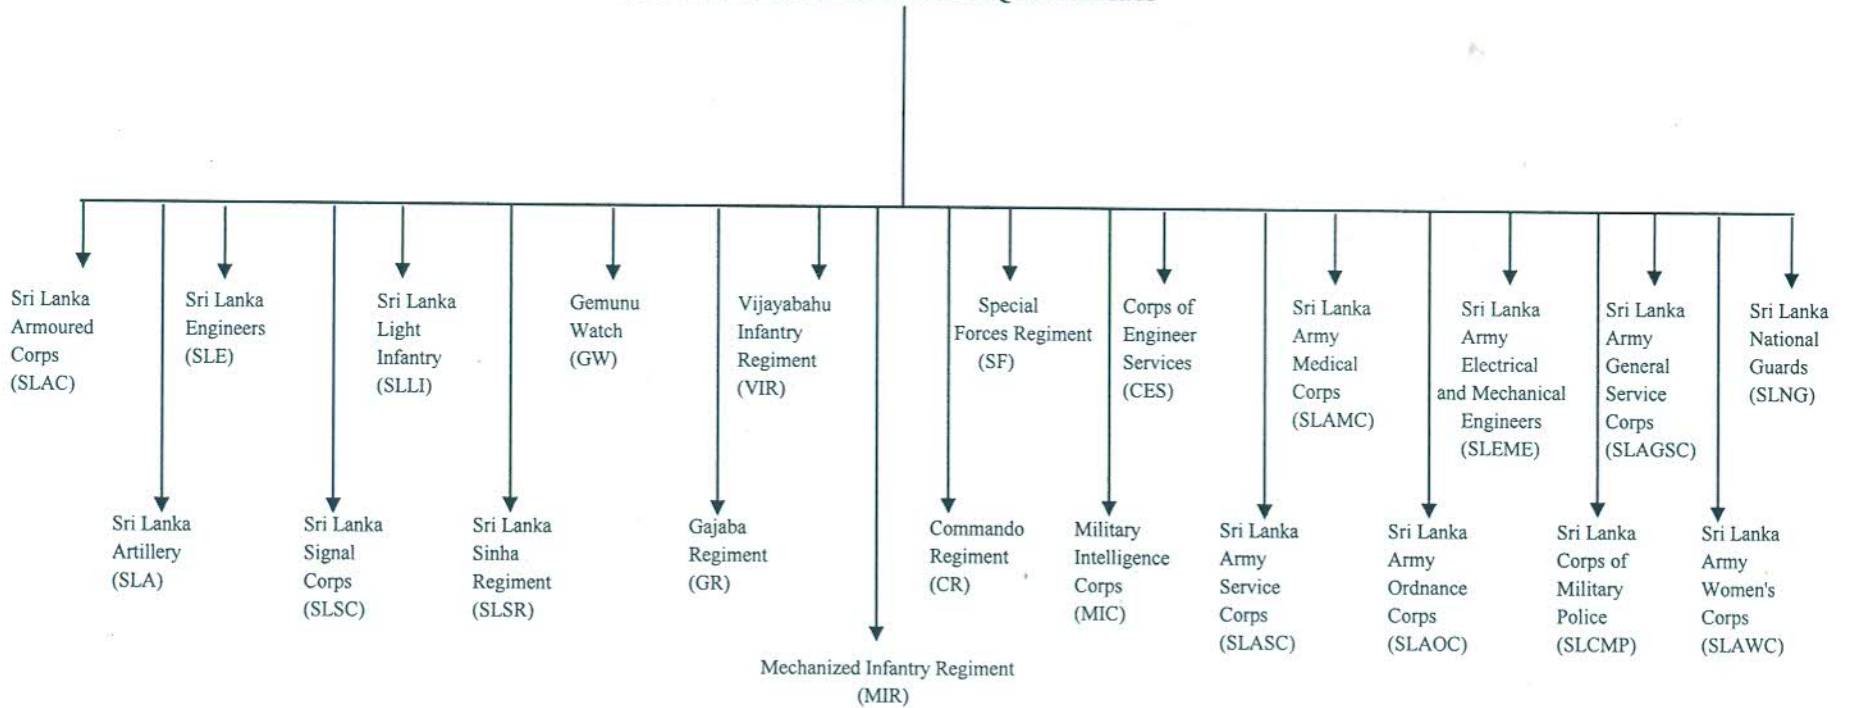 Sri Lanka
Armoured
Corps
(SLAC)
Sri Lanka
Artillery
(SLA)
Sri Lanka
Engineers
(SLE)
Sri Lanka
Signal
Corps
(SLSC)
Sri Lanka
Light
Infantry
(SLLI)
Sri Lanka
Sinha
Regiment
(SLSR)
Gemunu
Watch
(GW)
Gajaba
Regiment
(GR)
Vijayabahu
Infantry
Regiment
(VIR)
Mechanized Infantry Regiment
(MIR)
Commando
Regiment
(CR)
Special
Forces Regiment
(SF)
Military
Intelligence
Corps
(MIC)
Corps of
Engineer
Services
(CES)
Sri Lanka
Army
Service
Corps
(SLASC)
Sri Lanka
Army
Medical
Corps
(SLAMC)
Sri Lanka
Army
Ordnance
Corps
(SLAOC)
Sri Lanka
Army
Electrical
and Mechanical
Engineers
(SLEME)
Sri Lanka
Corps of
Military
Police
(SLCMP)
Sri Lanka
Army
General
Service
Corps
(SLAGSC)
Sri Lanka
Army
Women's
Corps
(SLAWC)
Sri Lanka
National
Guards
(SLNG)